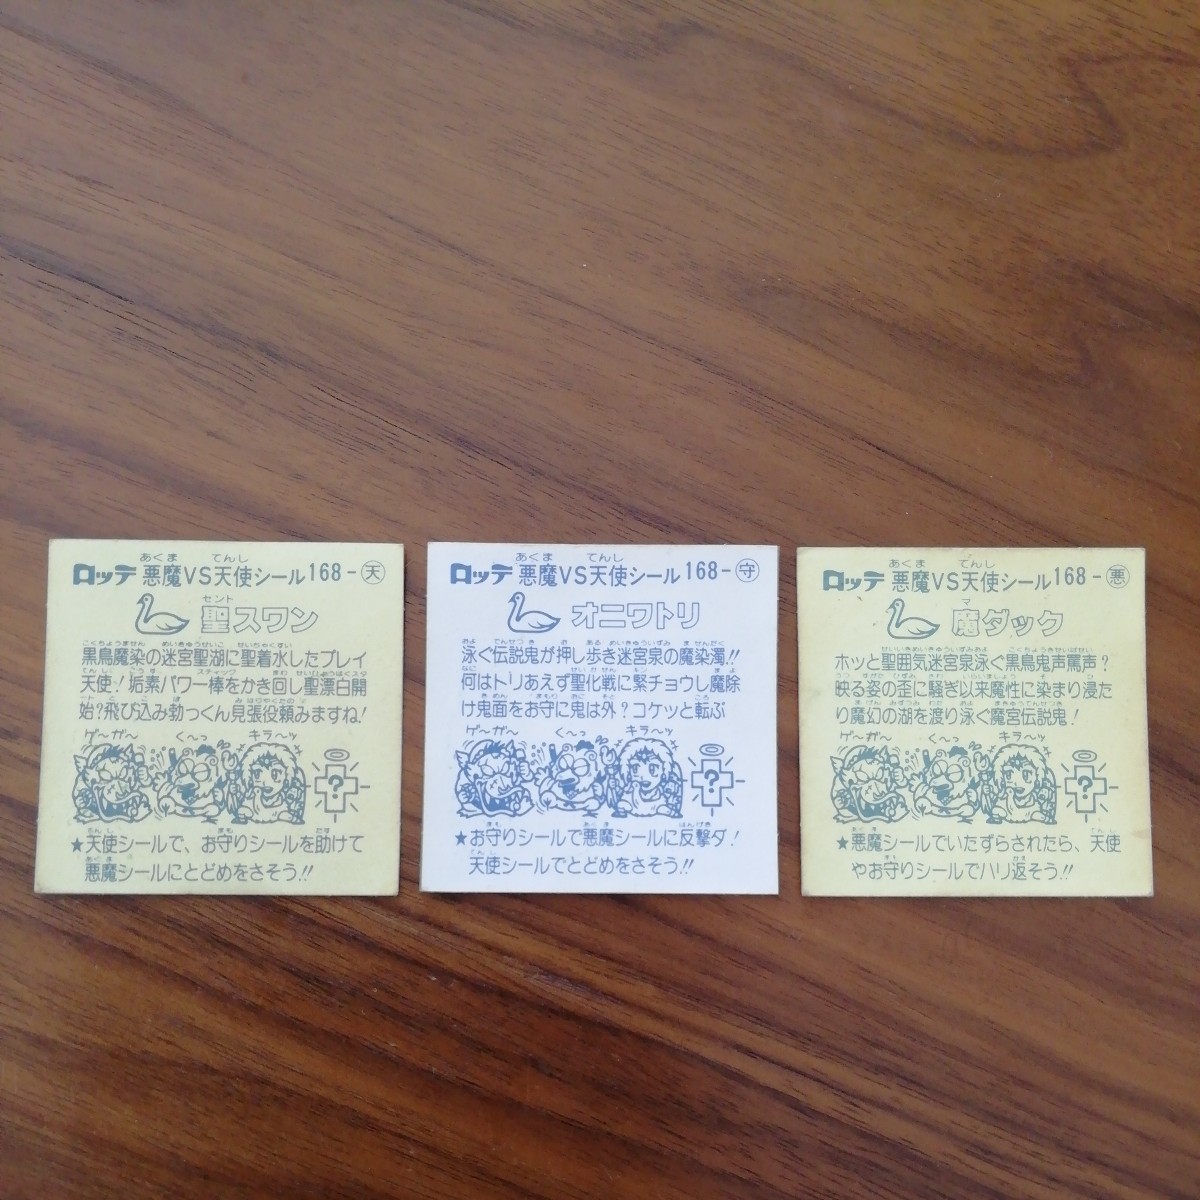 ロッテ 悪魔VS天使シール168-天
聖スワン
黒鳥魔染の迷宮聖湖に聖着水したプレイ
天使!垢素パワー棒をかき回し聖漂白開
始?飛び込み勃っくん見張役頼みますね!
ゲ〜ガ〜 く〜っ キラ〜ッ
?
★天使シールで、お守りシールを助けて
悪魔シールにとどめをさそう!!
ロッテ 悪魔VS天使シール168-守
オニワトリ
泳ぐ伝説鬼が押し歩き迷宮泉の魔染濁!!
何はトリあえず聖化戦に緊チョウし魔除
け鬼面をお守に鬼は外?コケッと転ぶ
ゲ〜ガ〜 く〜っ キラ〜ッ
?
★お守りシールで悪魔シールに反撃ダ!
天使シールでとどめをさそう!!
ロッテ 悪魔VS天使シール168-悪
魔ダック
ホッと聖囲気迷宮泉泳ぐ黒鳥鬼声罵声?
映る姿の歪に騒ぎ以来魔性に染まり浸た
り魔幻の湖を渡り泳ぐ魔宮伝説鬼!
ゲ〜ガ〜 く〜っ キラ〜ッ
?
★悪魔シールでいたずらされたら、天使
やお守りシールでハリ返そう!!